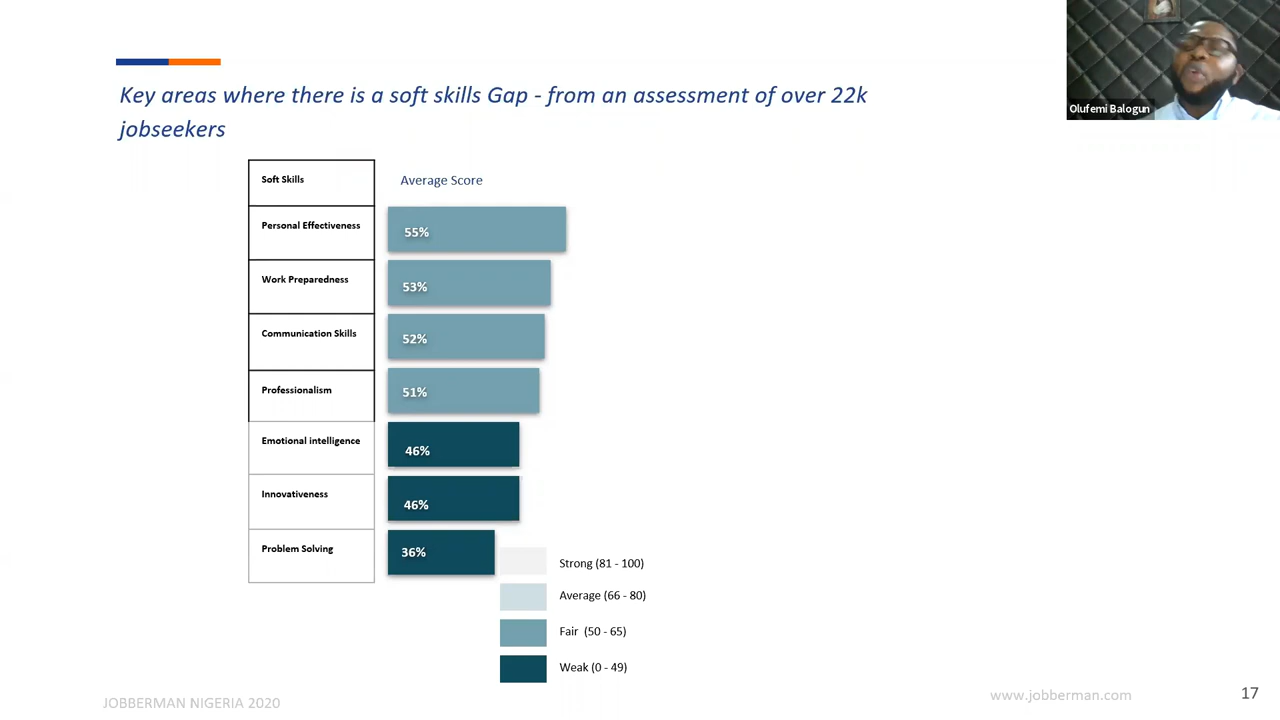 Key areas where there is a soft skills Gap - from an assessment of over 22k
jobseekers
Olufemi Balogun
Soft Skills
Average Score
Personal Effectiveness
55%
Work Preparedness
53%
Communication Skills
52%
Professionalism
51%
Emotional intelligence
46%
Innovativeness
46%
Problem Solving
36%
Strong (81 - 100)
Average (66 - 80)
Fair (50 - 65)
Weak (0 - 49)
JOBBERMAN NIGERIA 2020
www.jobberman.com
17